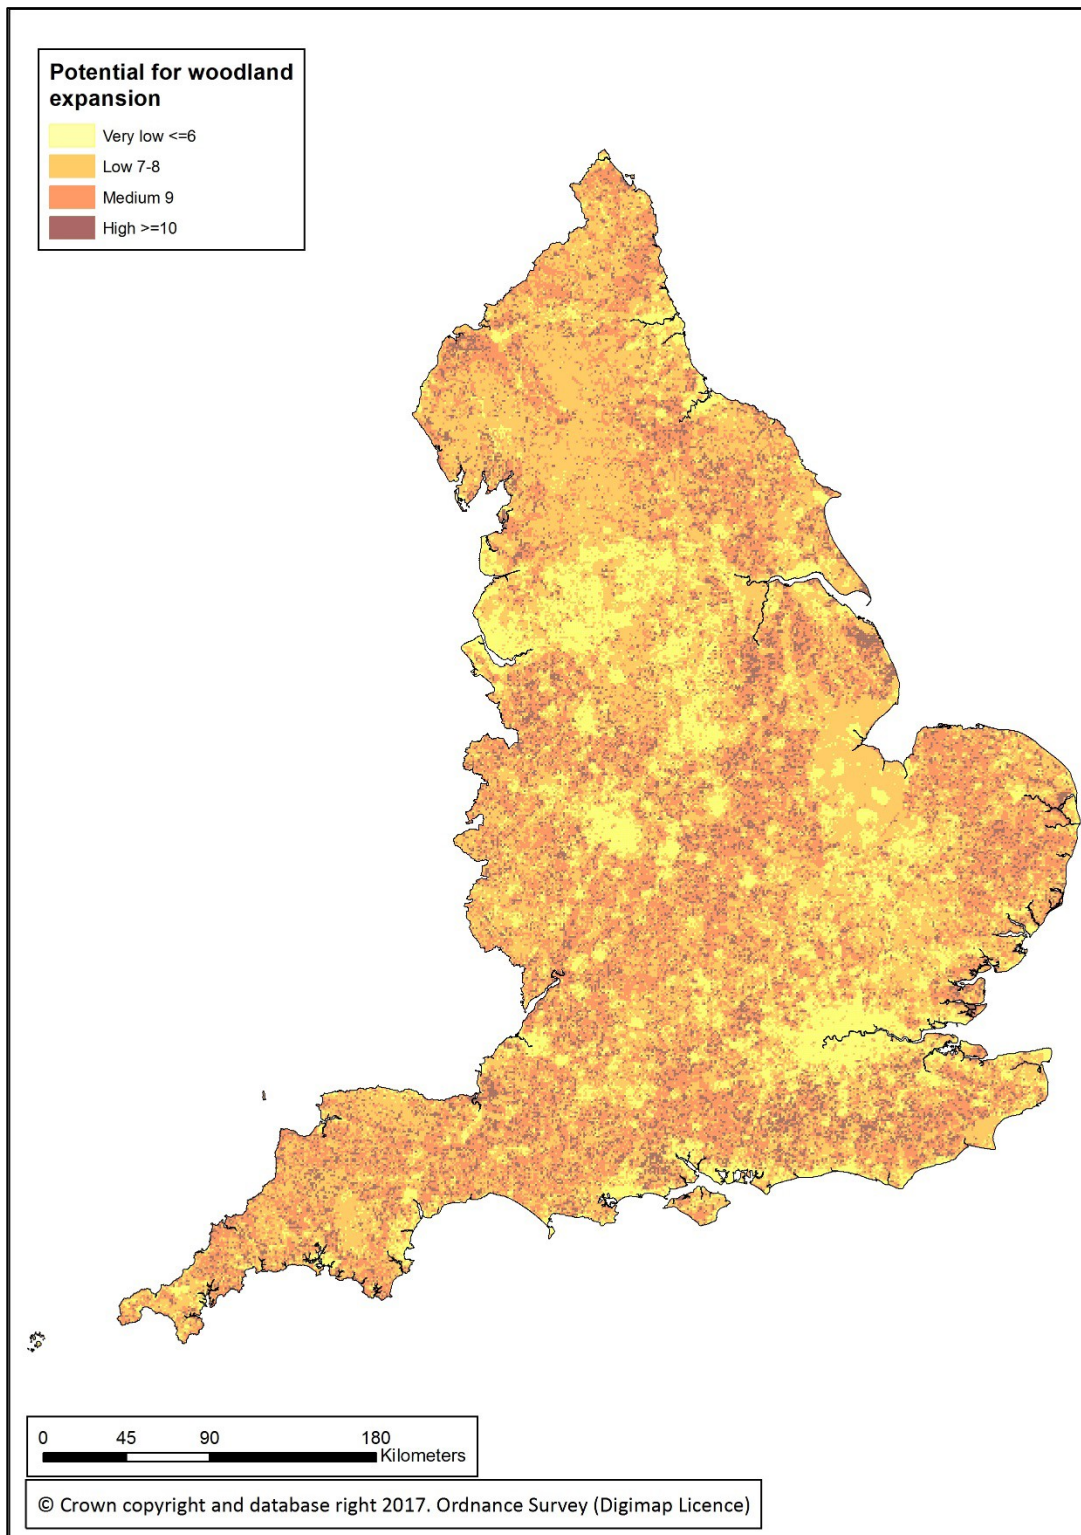 Potential for woodland
expansion
Very low <=6
Low 7-8
Medium 9
High >=10
0 45 90 180
Kilometers
© Crown copyright and database right 2017. Ordnance Survey (Digimap Licence)